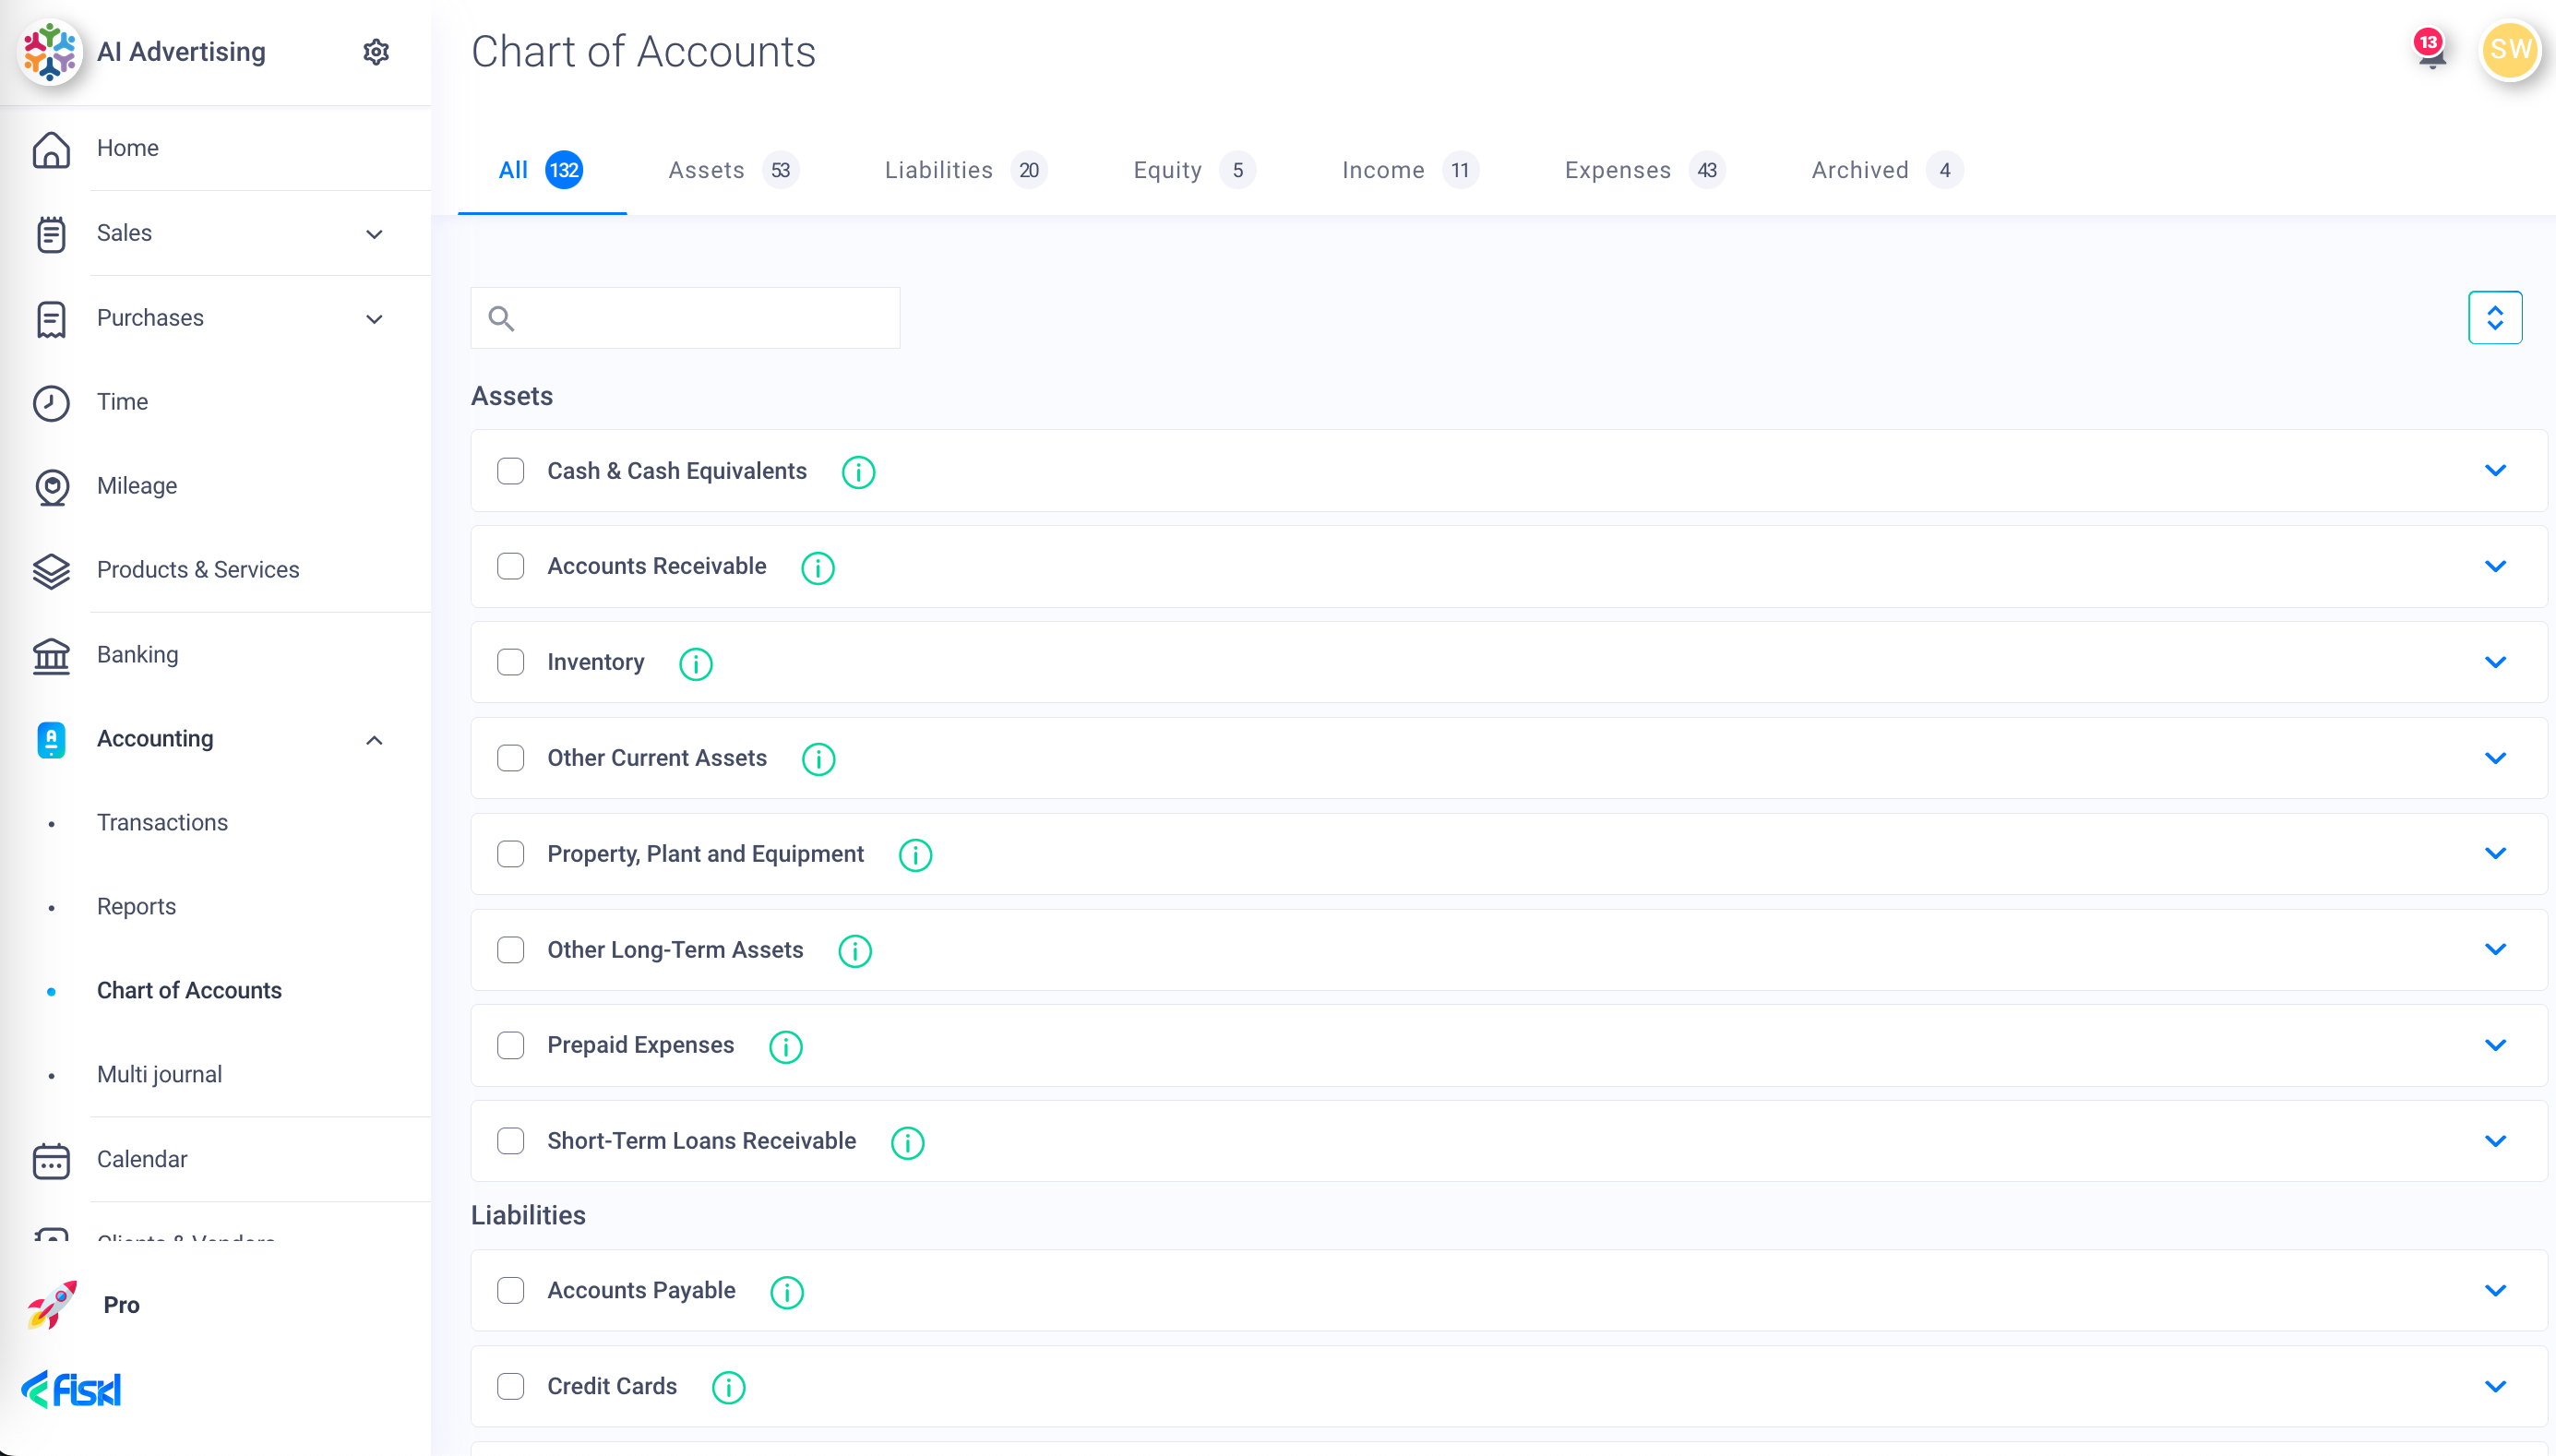 AI Advertising
Home
Sales
Purchases
Time
Mileage
Products & Services
Banking
Accounting
Transactions
Reports
Chart of Accounts
Multi journal
Calendar
Clients & Vendors
Pro
fiskl
Chart of Accounts
13
SW
All 132
Assets 53
Liabilities 20
Equity 5
Income 11
Expenses 43
Archived 4
Assets
Cash & Cash Equivalents
Accounts Receivable
Inventory
Other Current Assets
Property, Plant and Equipment
Other Long-Term Assets
Prepaid Expenses
Short-Term Loans Receivable
Liabilities
Accounts Payable
Credit Cards